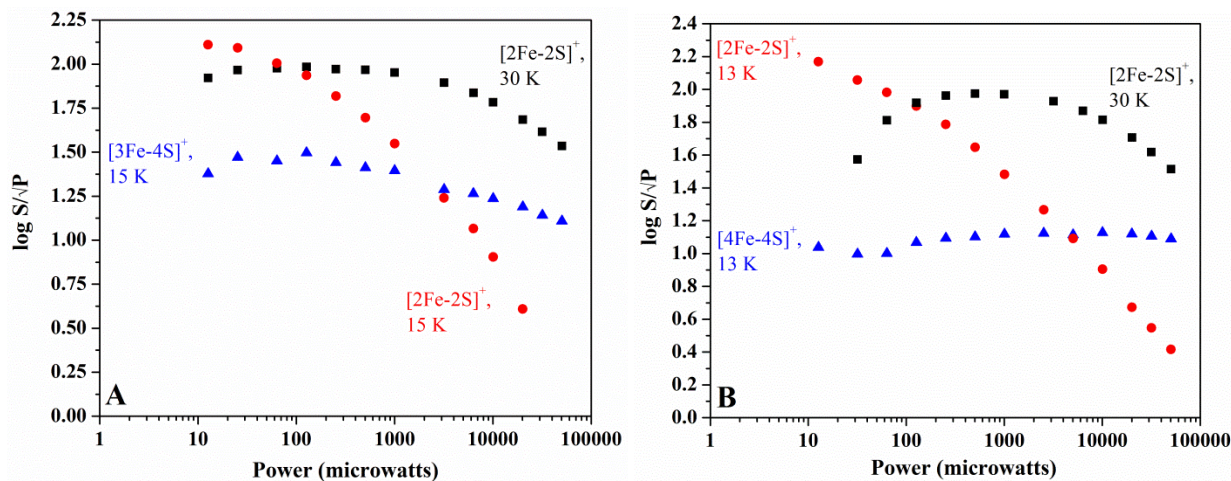 2.25
2.00
1.75
1.50
1.25
1.00
0.75
0.50
0.25
0.00
log S/√P
[2Fe-2S]⁺,
30 K
[3Fe-4S]⁺,
15 K
[2Fe-2S]⁺,
15 K
A
1 10 100 1000 10000 100000
Power (microwatts)
2.4
2.2
2.0
1.8
1.6
1.4
1.2
1.0
0.8
0.6
0.4
0.2
0.0
log S/√P
[2Fe-2S]⁺,
13 K
[2Fe-2S]⁺,
30 K
[4Fe-4S]⁺,
13 K
B
1 10 100 1000 10000 100000
Power (microwatts)